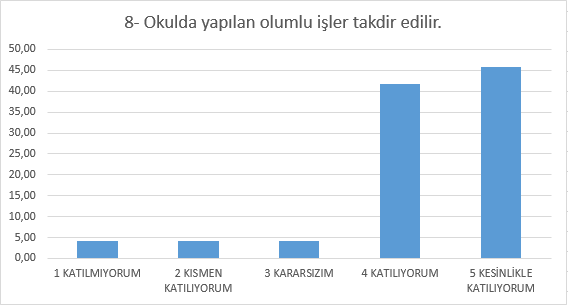 8- Okulda yapılan olumlu işler takdir edilir.
50,00
45,00
40,00
35,00
30,00
25,00
20,00
15,00
10,00
5,00
0,00
1 KATILMIYORUM
2 KISMEN
KATILIYORUM
3 KARARSIZIM
4 KATILIYORUM
5 KESİNLİKLE
KATILIYORUM